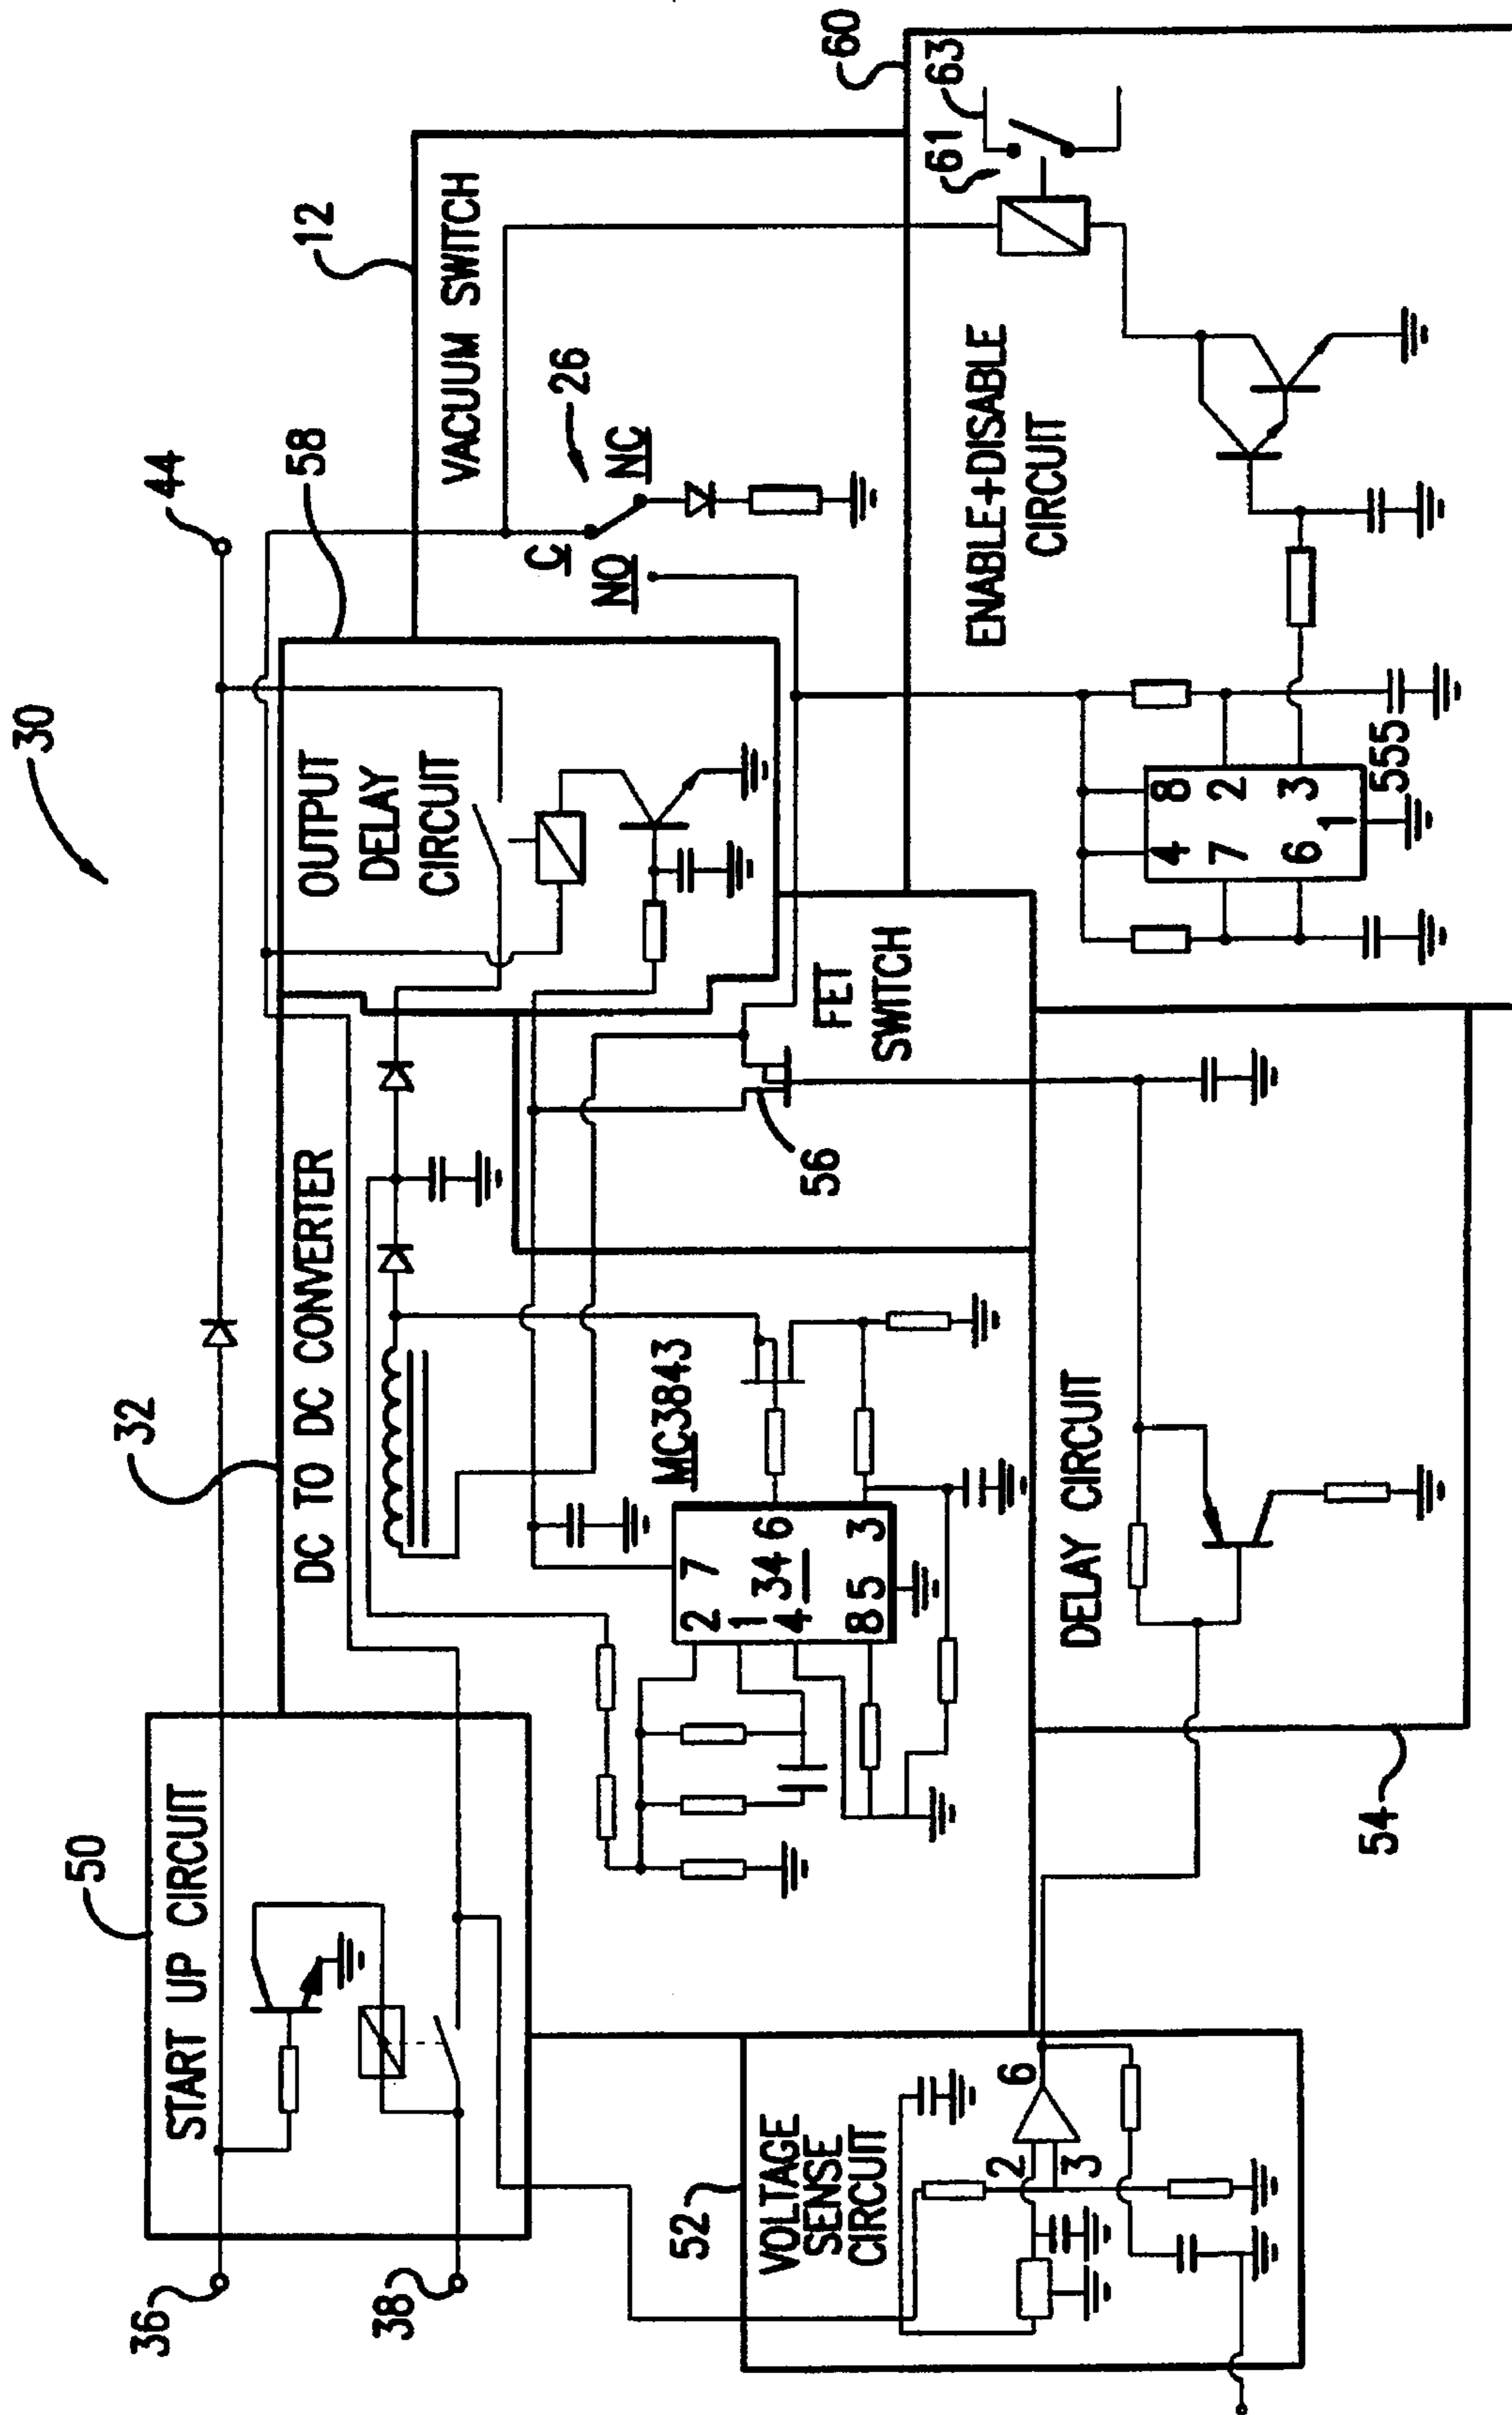 30
50
START UP CIRCUIT
36
38
32
DC TO DC CONVERTER
44
58
OUTPUT
DELAY
CIRCUIT
12
VACUUM SWITCH
26
C
NC
NO
60
61
63
ENABLE+DISABLE
CIRCUIT
4
8
7
2
6
3
1
555
FET
SWITCH
56
MC3843
2
7
1
34
6
4
8
5
3
52
VOLTAGE
SENSE
CIRCUIT
2
3
6
DELAY CIRCUIT
54